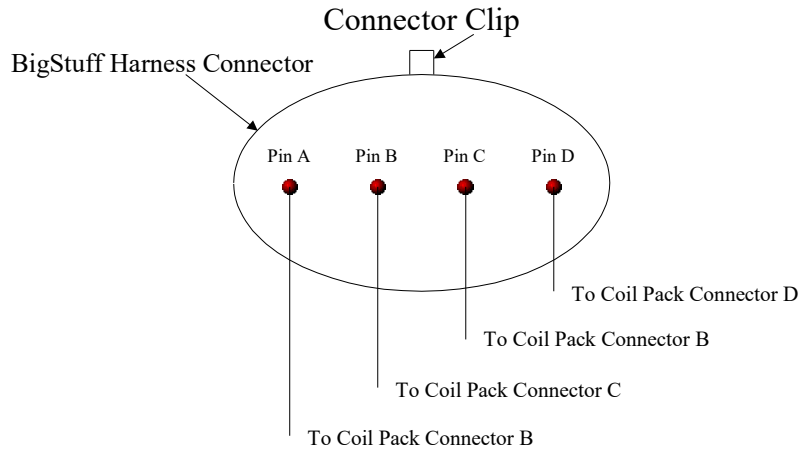 Connector Clip
BigStuff Harness Connector
Pin A Pin B Pin C Pin D
To Coil Pack Connector D
To Coil Pack Connector B
To Coil Pack Connector C
To Coil Pack Connector B